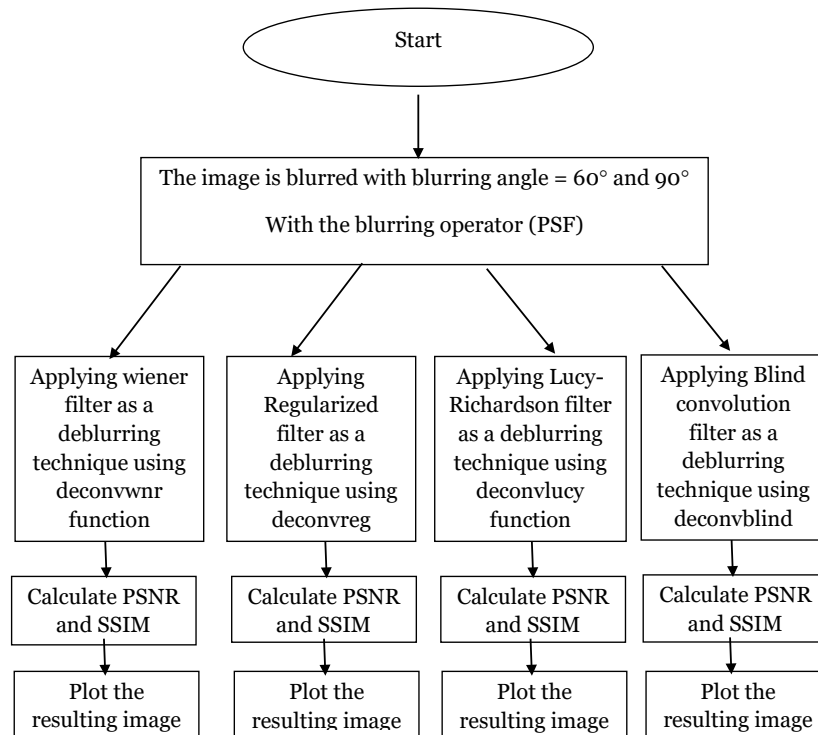 Start
The image is blurred with blurring angle = 60° and 90°
With the blurring operator (PSF)
Applying wiener
filter as a
deblurring
technique using
deconvwnr
function
Applying
Regularized
filter as a
deblurring
technique using
deconvreg
Applying Lucy-
Richardson filter
as a deblurring
technique using
deconvlucy
function
Applying Blind
convolution
filter as a
deblurring
technique using
deconvblind
Calculate PSNR
and SSIM
Calculate PSNR
and SSIM
Calculate PSNR
and SSIM
Calculate PSNR
and SSIM
Plot the
resulting image
Plot the
resulting image
Plot the
resulting image
Plot the
resulting image